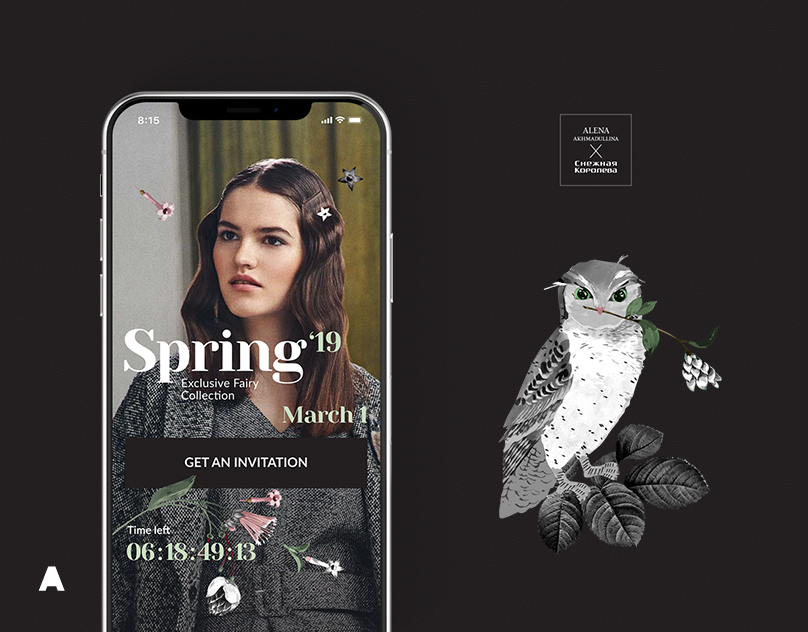 8:15
Spring
‘19
Exclusive Fairy
Collection
March 1
GET AN INVITATION
Time left
06:18:49:13
ALENA
AKHMADULLINA
X
Снежная
Королева
A